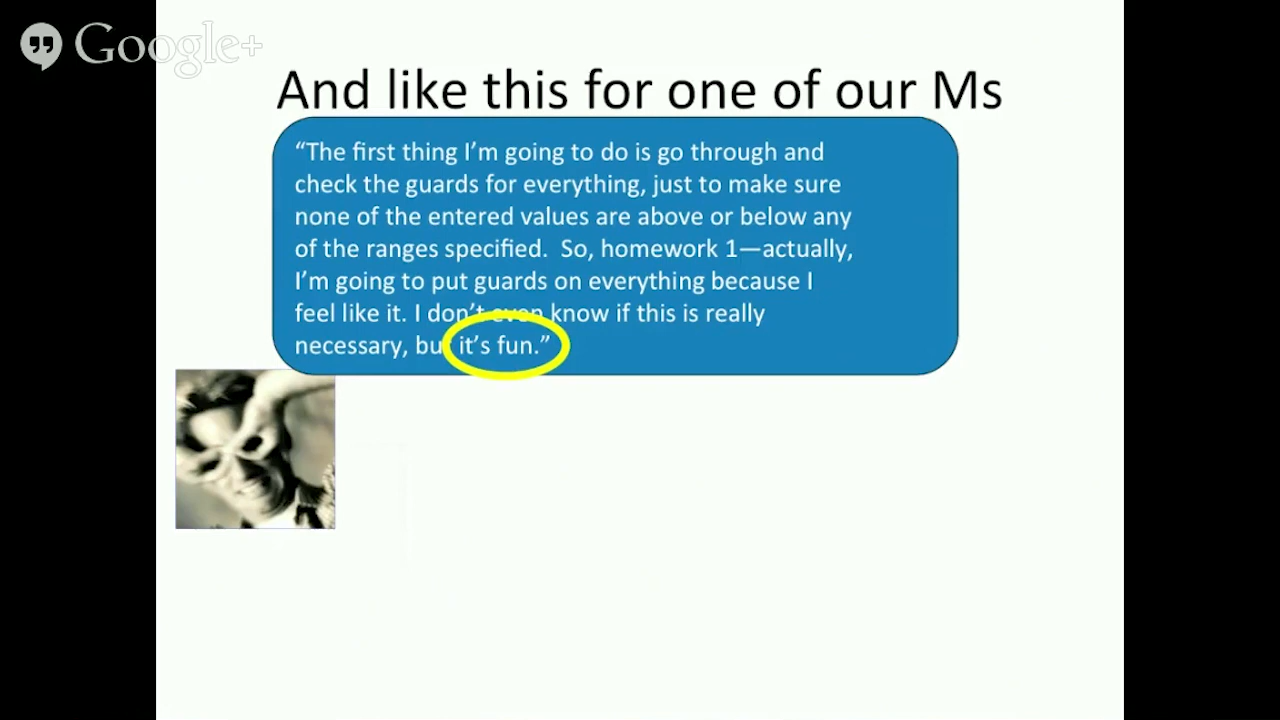 Google+
And like this for one of our Ms
“The first thing I’m going to do is go through and
check the guards for everything, just to make sure
none of the entered values are above or below any
of the ranges specified.  So, homework 1—actually,
I’m going to put guards on everything because I
feel like it. I don’t even know if this is really
necessary, but it’s fun.”